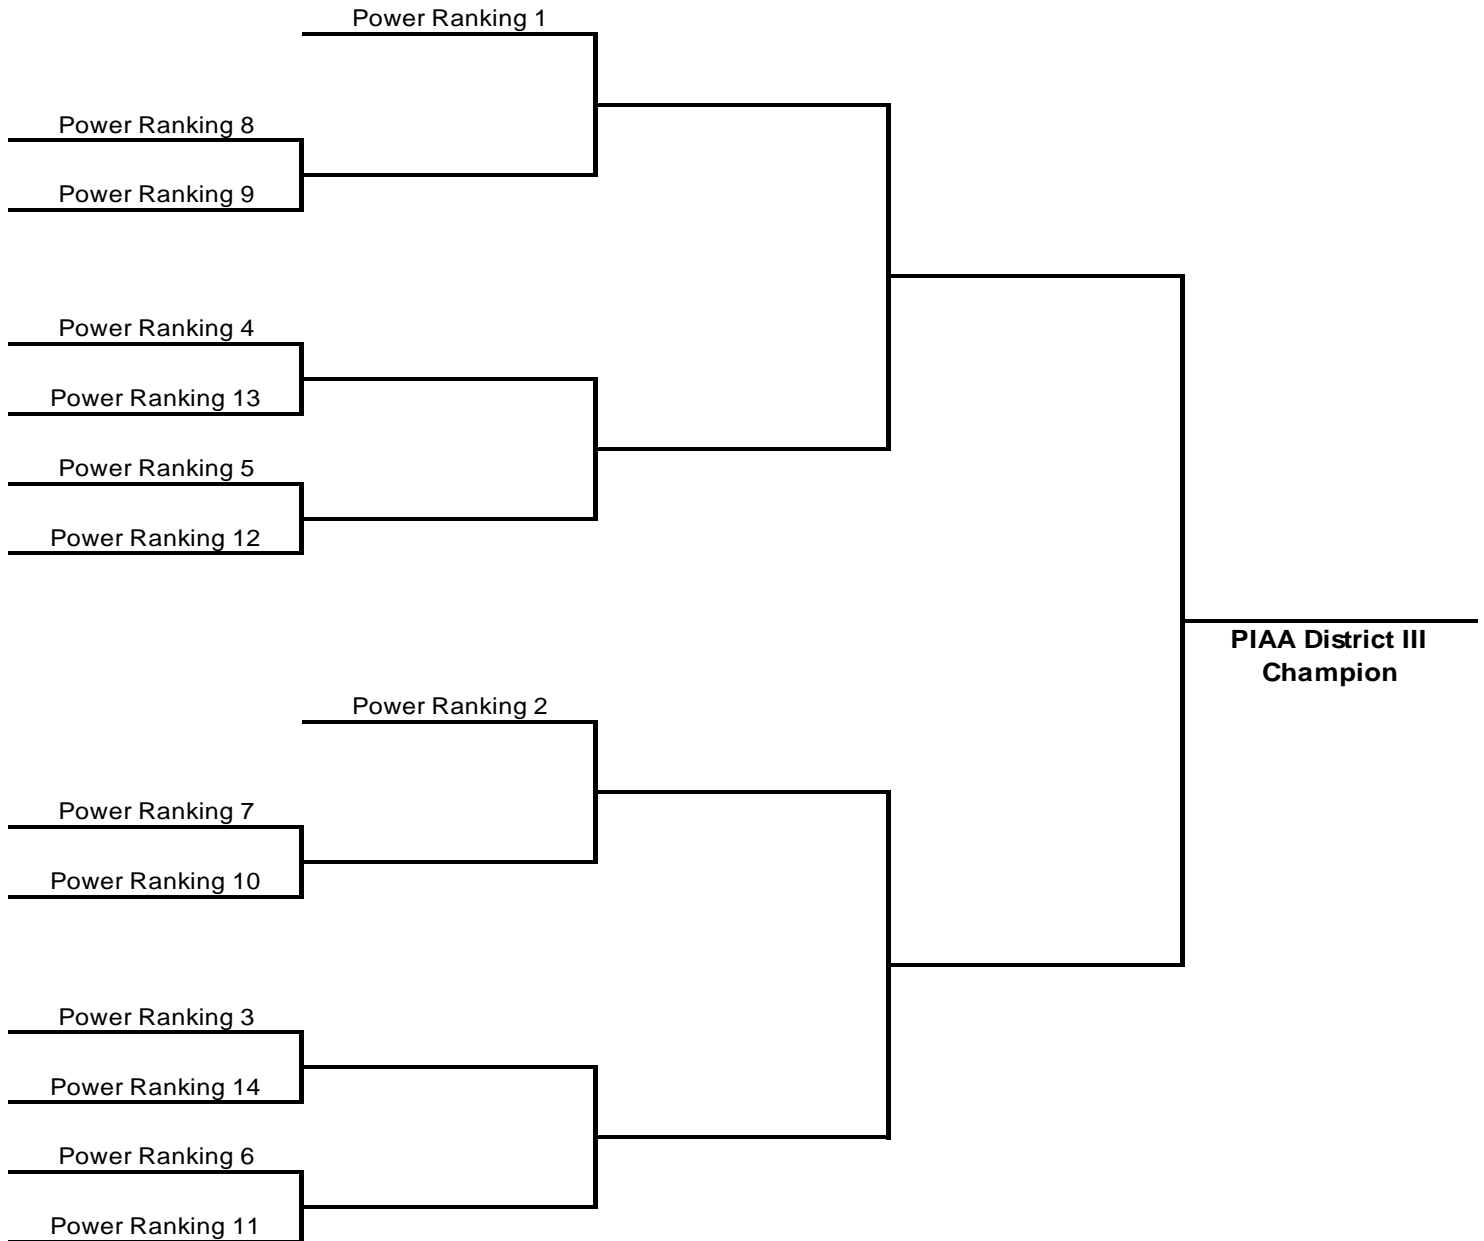 Power Ranking 1
Power Ranking 8
Power Ranking 9
Power Ranking 4
Power Ranking 13
Power Ranking 5
Power Ranking 12
PIAA District III
Champion
Power Ranking 2
Power Ranking 7
Power Ranking 10
Power Ranking 3
Power Ranking 14
Power Ranking 6
Power Ranking 11